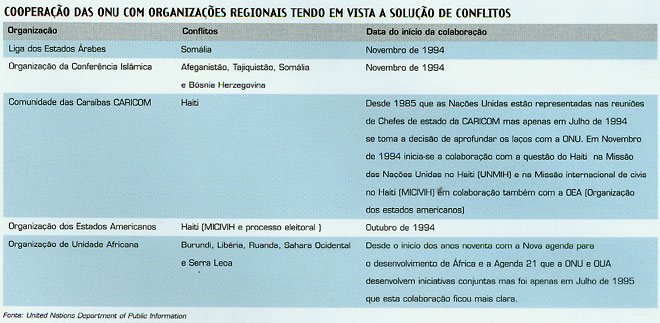 COOPERAÇÃO DAS ONU COM ORGANIZAÇÕES REGIONAIS TENDO EM VISTA A SOLUÇÃO DE CONFLITOS
Organização Conflitos Data do início da colaboração
Liga dos Estados Árabes Somália Novembro de 1994
Organização da Conferência Islâmica Afeganistão, Tajiquistão, Somália Novembro de 1994
e Bósnia Herzegovina
Comunidade das Caraíbas CARICOM Haiti Desde 1985 que as Nações Unidas estão representadas nas reuniões
de Chefes de estado da CARICOM mas apenas em Julho de 1994
se toma a decisão de aprofundar os laços com a ONU. Em Novembro
de 1994 inicia-se a colaboração com a questão do Haiti na Missão
das Nações Unidas no Haiti (UNMIH) e na Missão internacional de civis
no Haiti (MICIVIH) em colaboração também com a OEA (Organização
dos estados americanos)
Organização dos Estados Americanos Haiti (MICIVIH e processo eleitoral ) Outubro de 1994
Organização de Unidade Africana Burundi, Libéria, Ruanda, Sahara Ocidental Desde o inicio dos anos noventa com a Nova agenda para
e Serra Leoa o desenvolvimento de África e a Agenda 21 que a ONU e OUA
desenvolvem iniciativas conjuntas mas foi apenas em Julho de 1995
que esta colaboração ficou mais clara.
Fonte: United Nations Department of Public Information